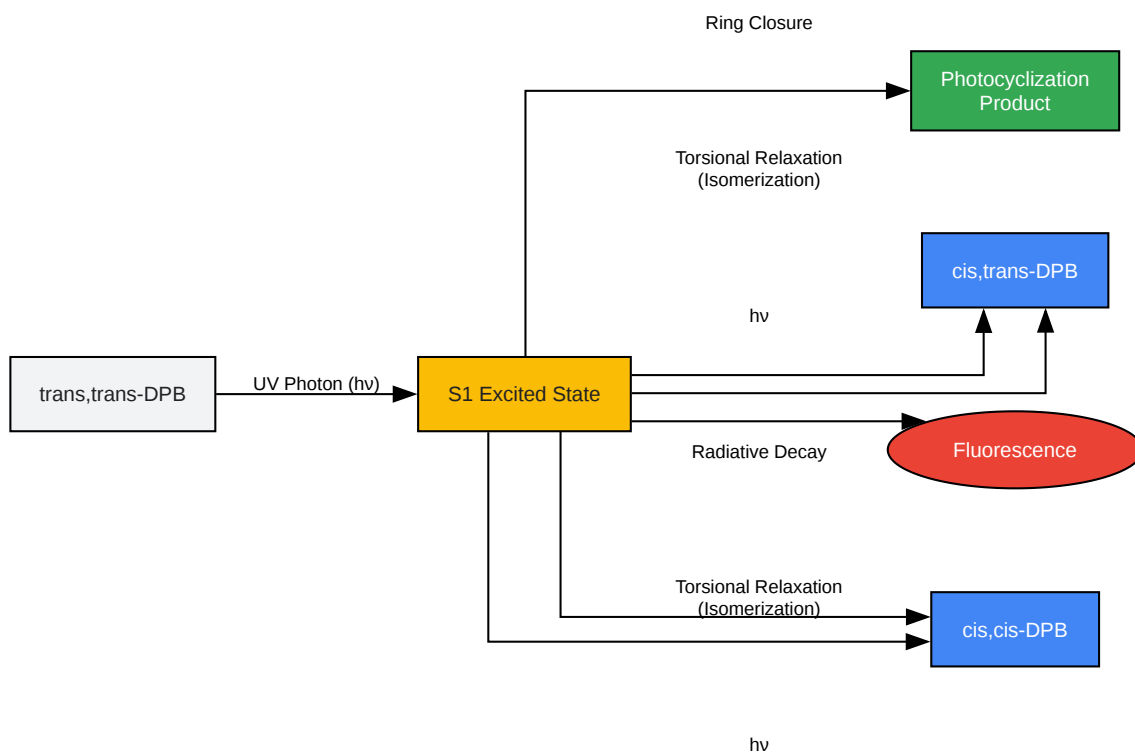 Ring Closure
Photocyclization
Product
Torsional Relaxation
(Isomerization)
cis,trans-DPB
hν
trans,trans-DPB
UV Photon (hν)
S1 Excited State
Radiative Decay
Fluorescence
Torsional Relaxation
(Isomerization)
cis,cis-DPB
hν